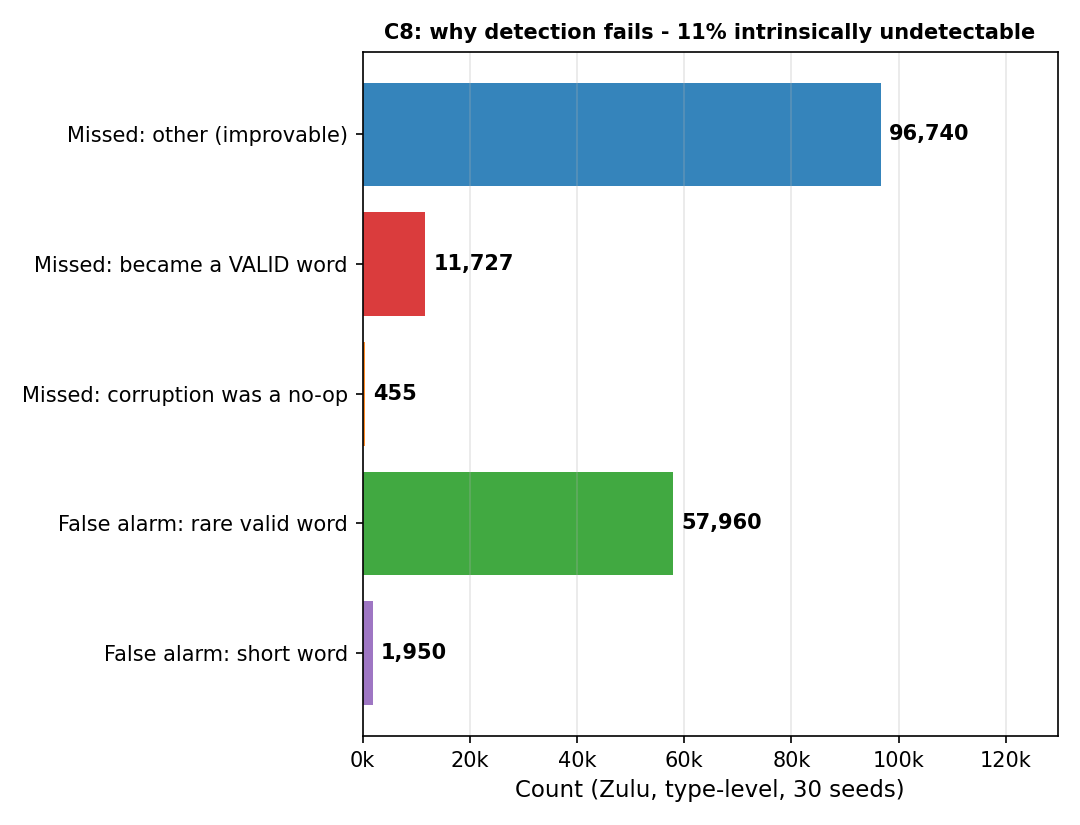 C8: why detection fails - 11% intrinsically undetectable
Missed: other (improvable)
96,740
Missed: became a VALID word
11,727
Missed: corruption was a no-op
455
False alarm: rare valid word
57,960
False alarm: short word
1,950
0k 20k 40k 60k 80k 100k 120k
Count (Zulu, type-level, 30 seeds)